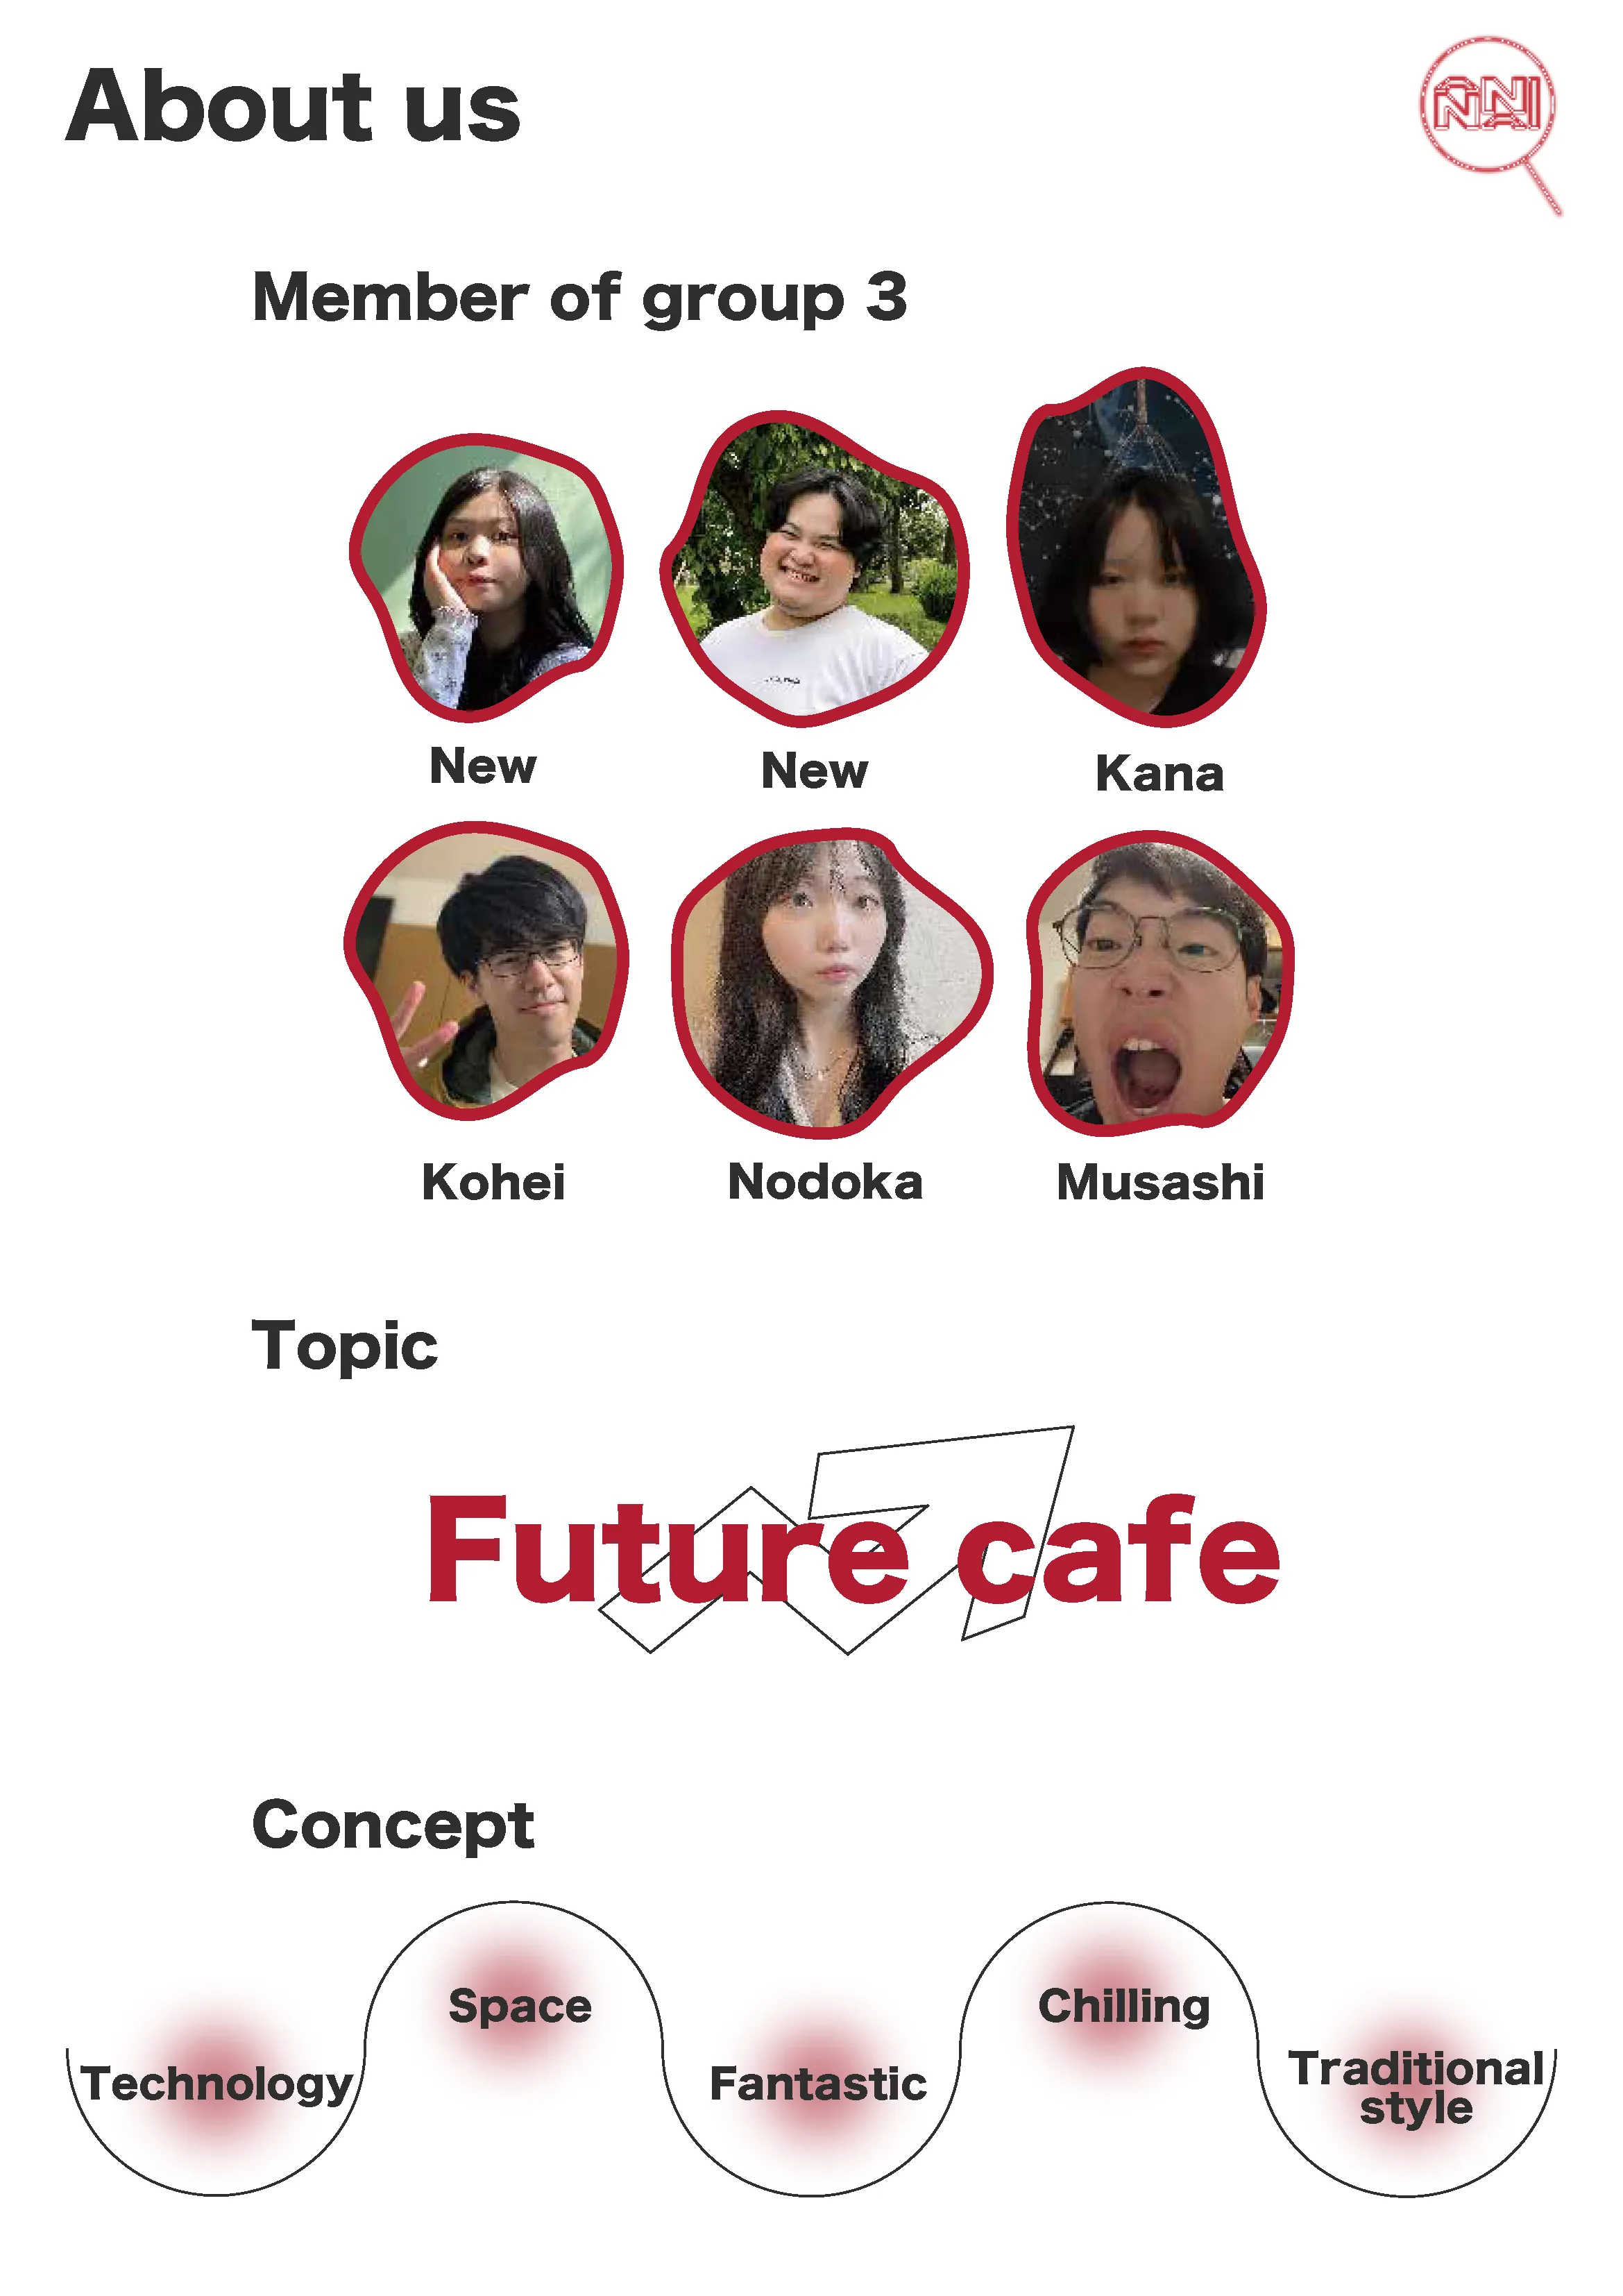 About us
Member of group 3
New
New
Kana
Kohei
Nodoka
Musashi
Topic
Future cafe
Concept
Space
Chilling
Technology
Fantastic
Traditional
style